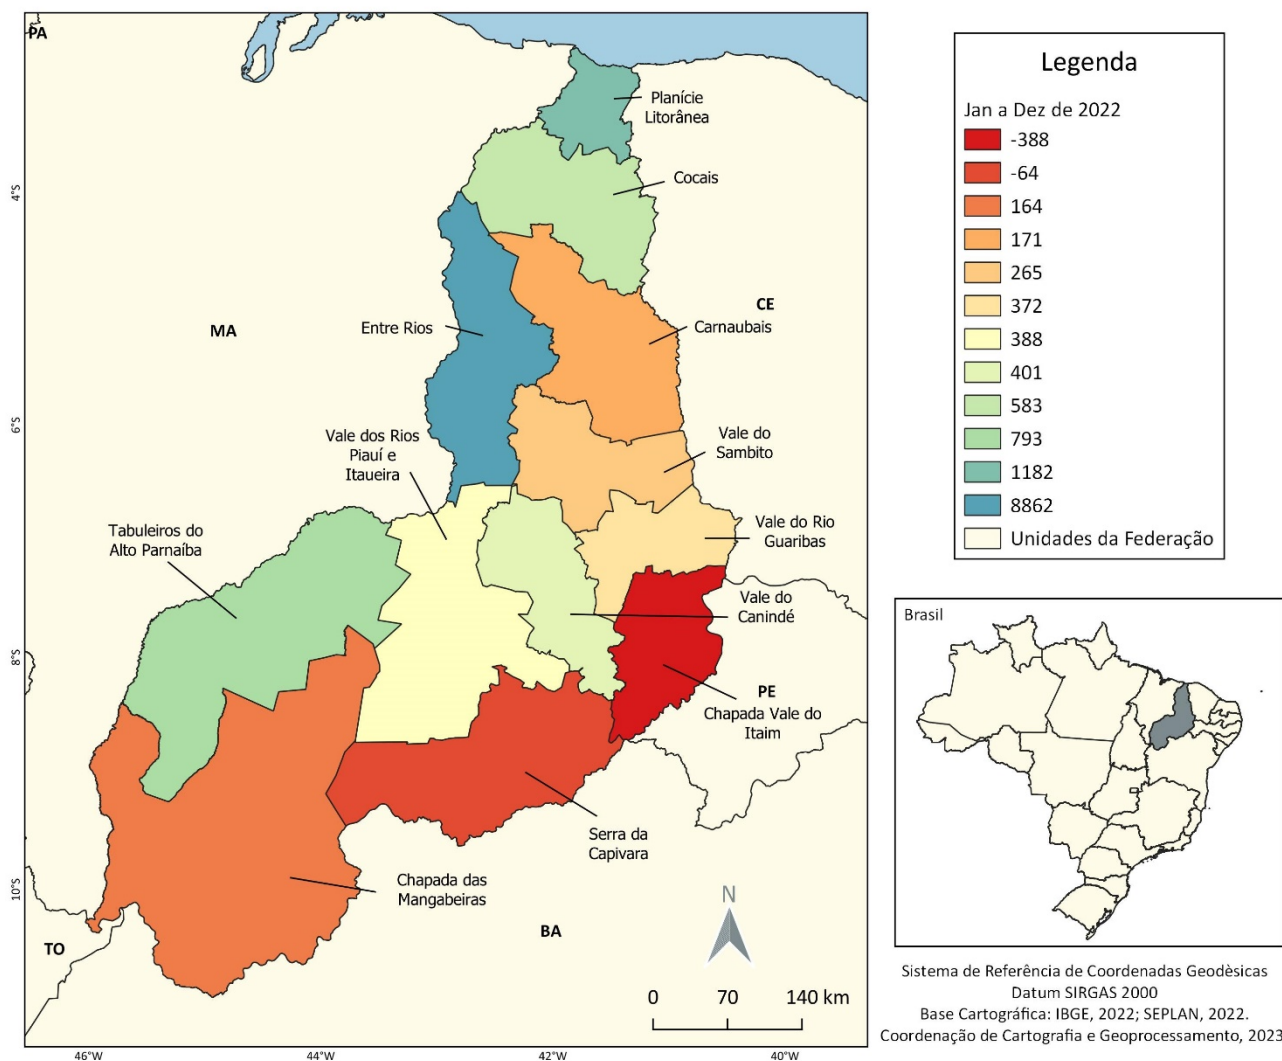 PA
Planície
Litorânea
Cocais
CE
MA
Entre Rios
Carnaubais
Vale dos Rios
Piauí e
Itaueira
Vale do
Sambito
Tabuleiros do
Alto Parnaíba
Vale do Rio
Guaribas
Vale do
Canindé
PE
Chapada Vale do
Itaim
Serra da
Capivara
Chapada das
Mangabeiras
TO
BA
N
0 70 140 km
4°S
6°S
8°S
10°S
46°W 44°W 42°W 40°W
Legenda
Jan a Dez de 2022
-388
-64
164
171
265
372
388
401
583
793
1182
8862
Unidades da Federação
Brasil
Sistema de Referência de Coordenadas Geodèsicas
Datum SIRGAS 2000
Base Cartográfica: IBGE, 2022; SEPLAN, 2022.
Coordenação de Cartografia e Geoprocessamento, 2023